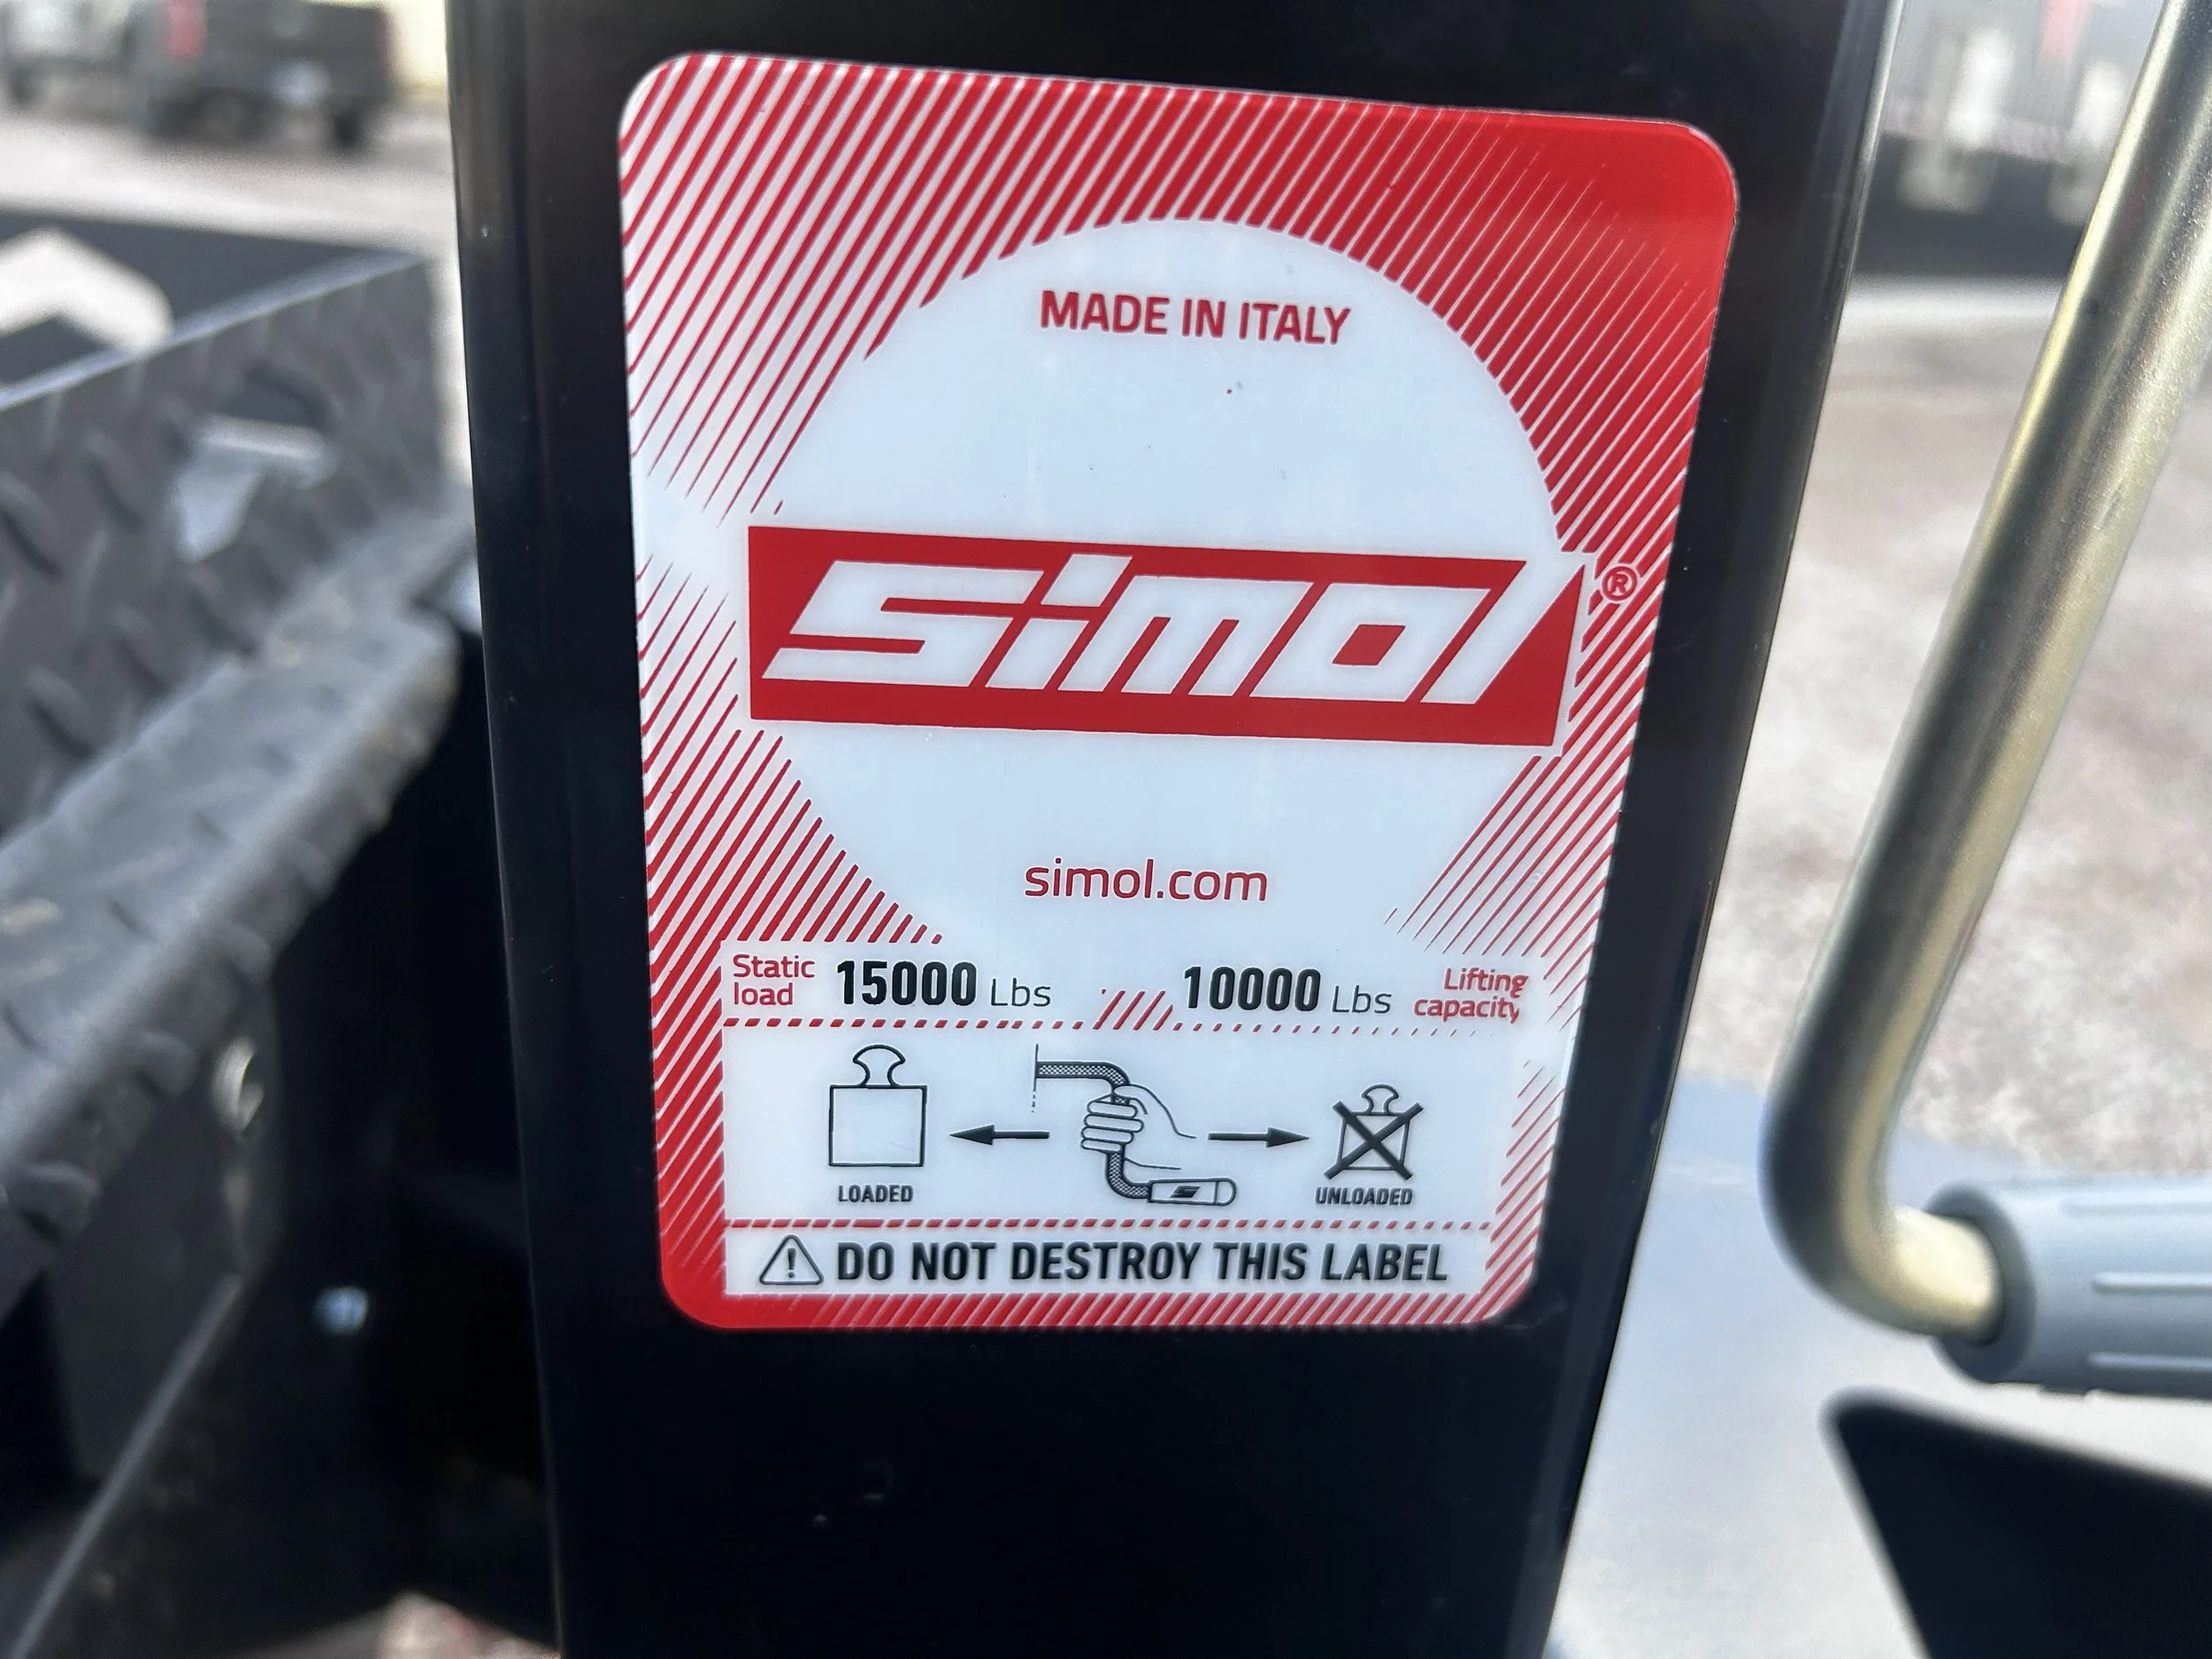 MADE IN ITALY
simol®
simol.com
Static load 15000 Lbs 10000 Lbs Lifting capacity
LOADED UNLOADED
DO NOT DESTROY THIS LABEL